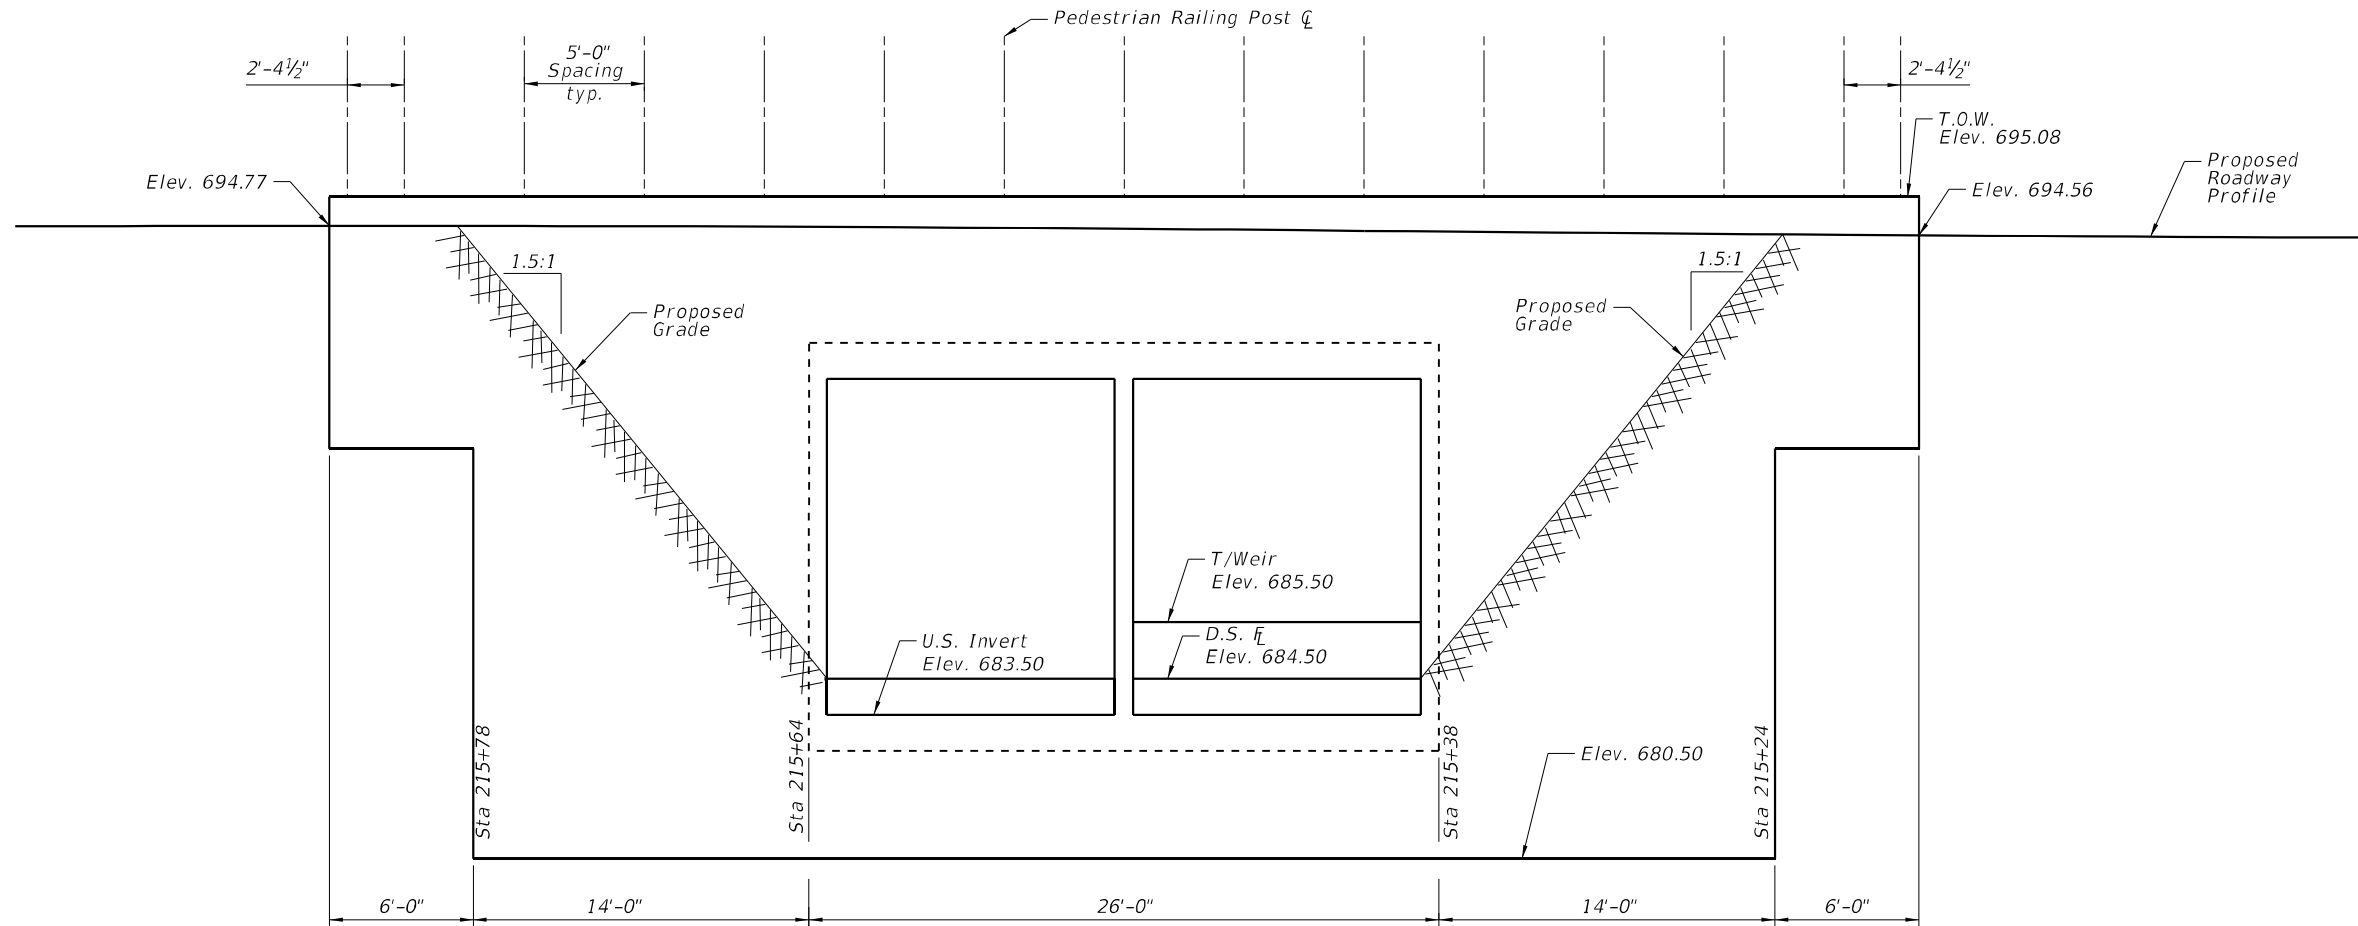 Pedestrian Railing Post ℄
2'-4½"
5'-0"
Spacing
typ.
2'-4½"
T.O.W.
Elev. 695.08
Proposed
Roadway
Profile
Elev. 694.77
Elev. 694.56
1.5:1
1.5:1
Proposed
Grade
Proposed
Grade
T/Weir
Elev. 685.50
U.S. Invert
Elev. 683.50
D.S. FL
Elev. 684.50
Sta 215+78
Sta 215+64
Sta 215+38
Sta 215+24
Elev. 680.50
6'-0"
14'-0"
26'-0"
14'-0"
6'-0"